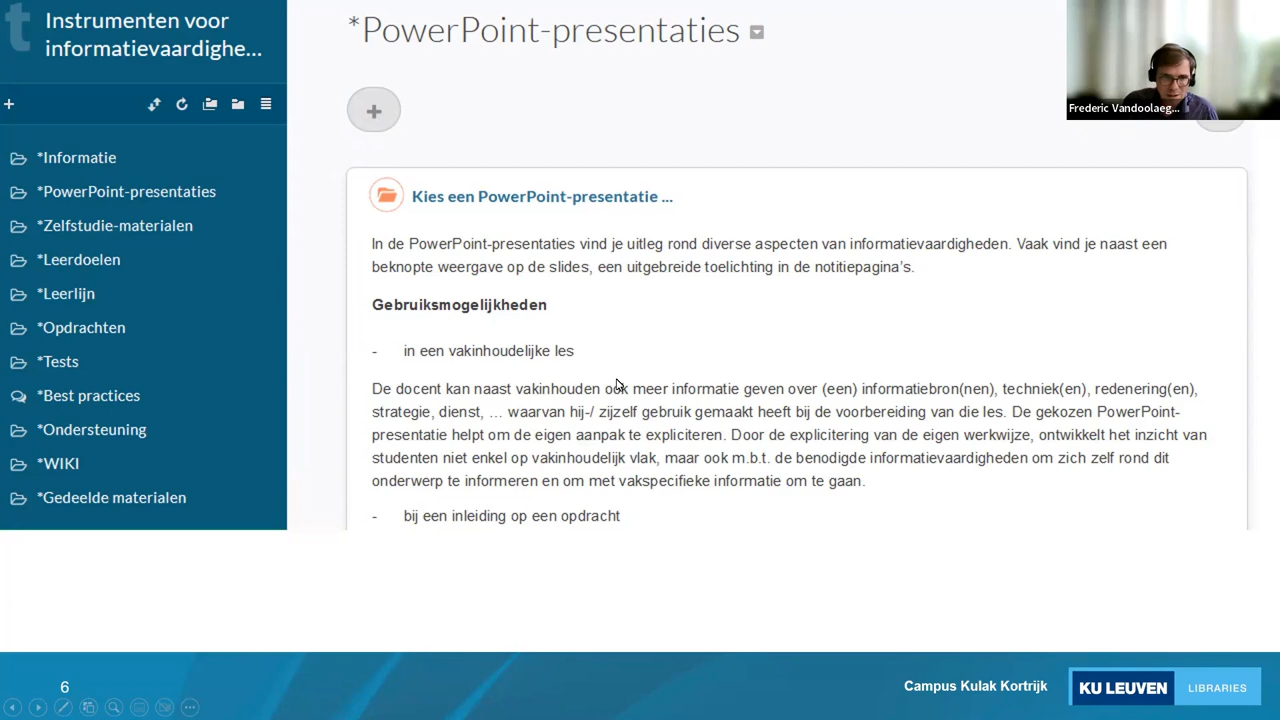 Instrumenten voor
informatievaardighe...
*Informatie
*PowerPoint-presentaties
*Zelfstudie-materialen
*Leerdoelen
*Leerlijn
*Opdrachten
*Tests
*Best practices
*Ondersteuning
*WIKI
*Gedeelde materialen
*PowerPoint-presentaties
Kies een PowerPoint-presentatie ...
In de PowerPoint-presentaties vind je uitleg rond diverse aspecten van informatievaardigheden. Vaak vind je naast een
beknopte weergave op de slides, een uitgebreide toelichting in de notitiepagina’s.
Gebruiksmogelijkheden
- in een vakinhoudelijke les
De docent kan naast vakinhouden ook meer informatie geven over (een) informatiebron(nen), techniek(en), redenering(en),
strategie, dienst, … waarvan hij-/ zijzelf gebruik gemaakt heeft bij de voorbereiding van die les. De gekozen PowerPoint-
presentatie helpt om de eigen aanpak te expliciteren. Door de explicitering van de eigen werkwijze, ontwikkelt het inzicht van
studenten niet enkel op vakinhoudelijk vlak, maar ook m.b.t. de benodigde informatievaardigheden om zich zelf rond dit
onderwerp te informeren en om met vakspecifieke informatie om te gaan.
- bij een inleiding op een opdracht
Frederic Vandoolaeg...
6
Campus Kulak Kortrijk
KU LEUVEN LIBRARIES